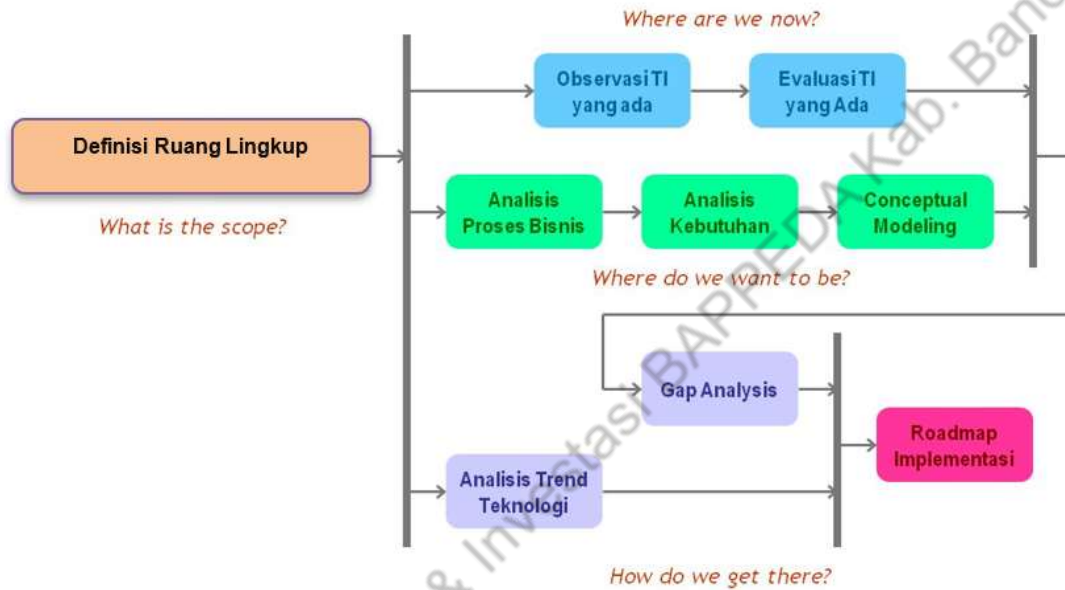 Where are we now?
Observasi TI
yang ada
Evaluasi TI
yang Ada
Definisi Ruang Lingkup
What is the scope?
Analisis
Proses Bisnis
Analisis
Kebutuhan
Conceptual
Modeling
Where do we want to be?
Gap Analysis
Roadmap
Implementasi
Analisis Trend
Teknologi
How do we get there?
& Investasi BAPPEDA Kab. Band